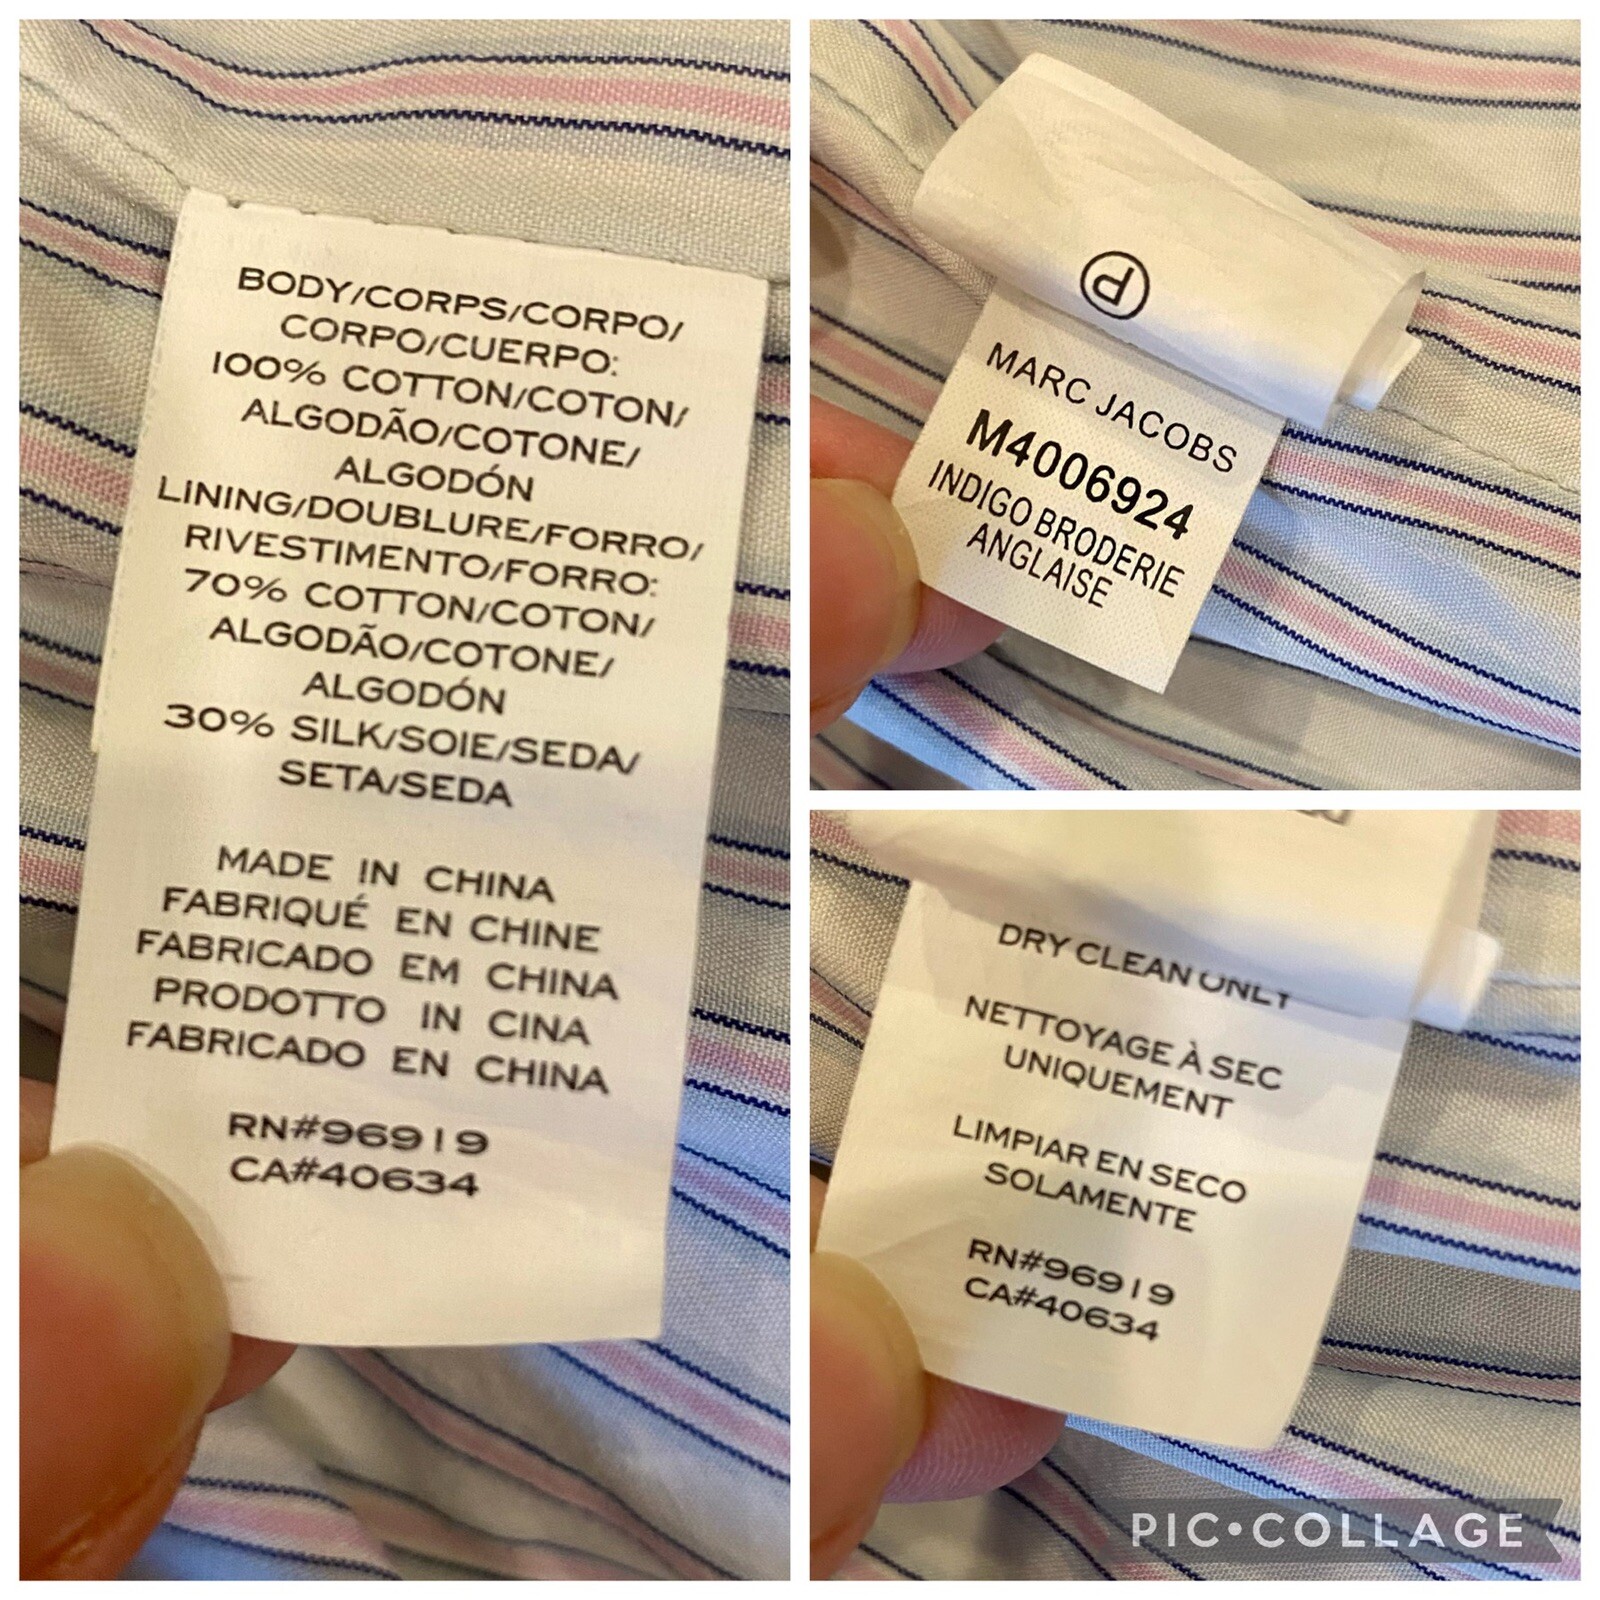 BODY/CORPS/CORPO/
CORPO/CUERPO:
100% COTTON/COTON/
ALGODÃO/COTONE/
ALGODÓN
LINING/DOUBLURE/FORRO/
RIVESTIMENTO/FORRO:
70% COTTON/COTON/
ALGODÃO/COTONE/
ALGODÓN
30% SILK/SOIE/SEDA/
SETA/SEDA
MADE IN CHINA
FABRIQUÉ EN CHINE
FABRICADO EM CHINA
PRODOTTO IN CINA
FABRICADO EN CHINA
RN#96919
CA#40634
P
MARC JACOBS
M4006924
INDIGO BRODERIE
ANGLAISE
DRY CLEAN ONLY
NETTOYAGE À SEC
UNIQUEMENT
LIMPIAR EN SECO
SOLAMENTE
RN#96919
CA#40634
PIC•COLLAGE